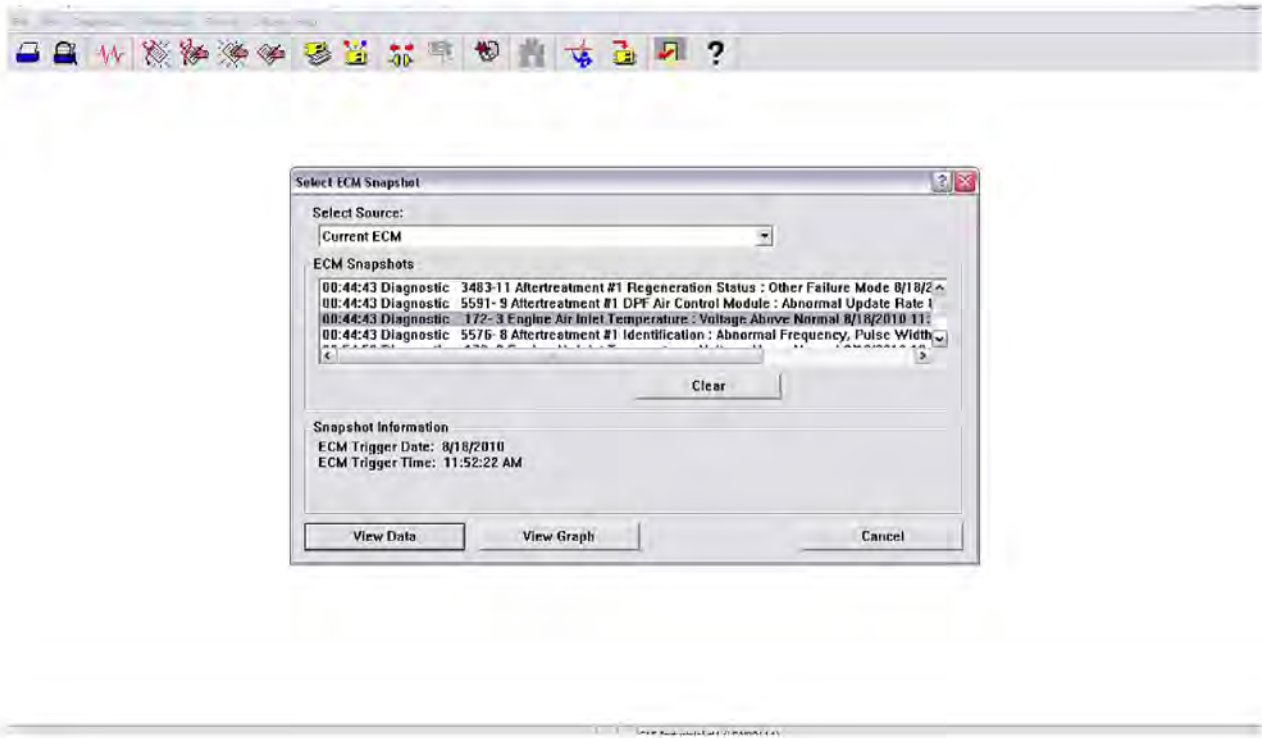 Select ECM Snapshot
Select Source:
Current ECM
ECM Snapshots
00:44:43 Diagnostic 3483-11 Aftertreatment #1 Regeneration Status : Other Failure Mode 8/18/2
00:44:43 Diagnostic 5591- 9 Aftertreatment #1 DPF Air Control Module : Abnormal Update Rate
00:44:43 Diagnostic 172- 3 Engine Air Inlet Temperature : Voltage Above Normal 8/18/2010 11:
00:44:43 Diagnostic 5576- 8 Aftertreatment #1 Identification : Abnormal Frequency, Pulse Width
Clear
Snapshot Information
ECM Trigger Date: 8/18/2010
ECM Trigger Time: 11:52:22 AM
View Data View Graph Cancel